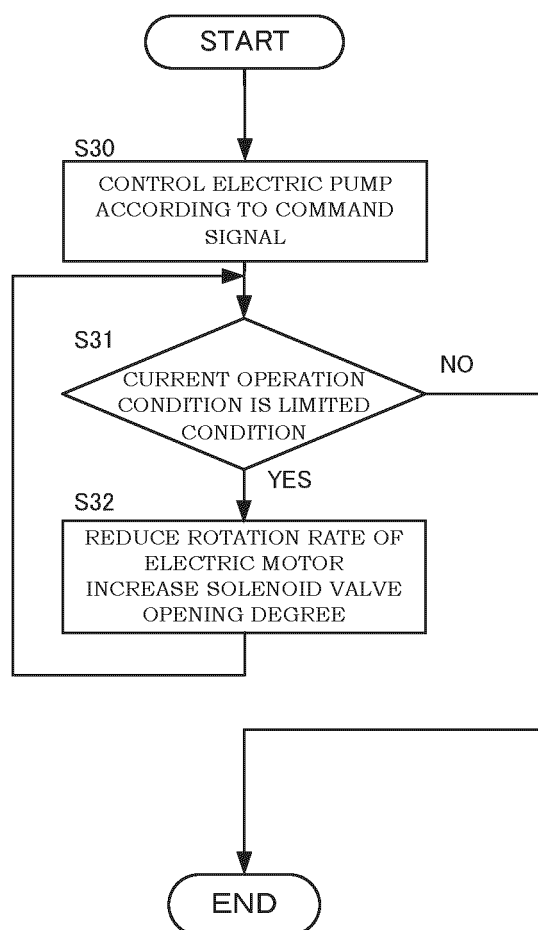 START
S30
CONTROL ELECTRIC PUMP
ACCORDING TO COMMAND
SIGNAL
S31
NO
CURRENT OPERATION
CONDITION IS LIMITED
CONDITION
YES
S32
REDUCE ROTATION RATE OF
ELECTRIC MOTOR
INCREASE SOLENOID VALVE
OPENING DEGREE
END